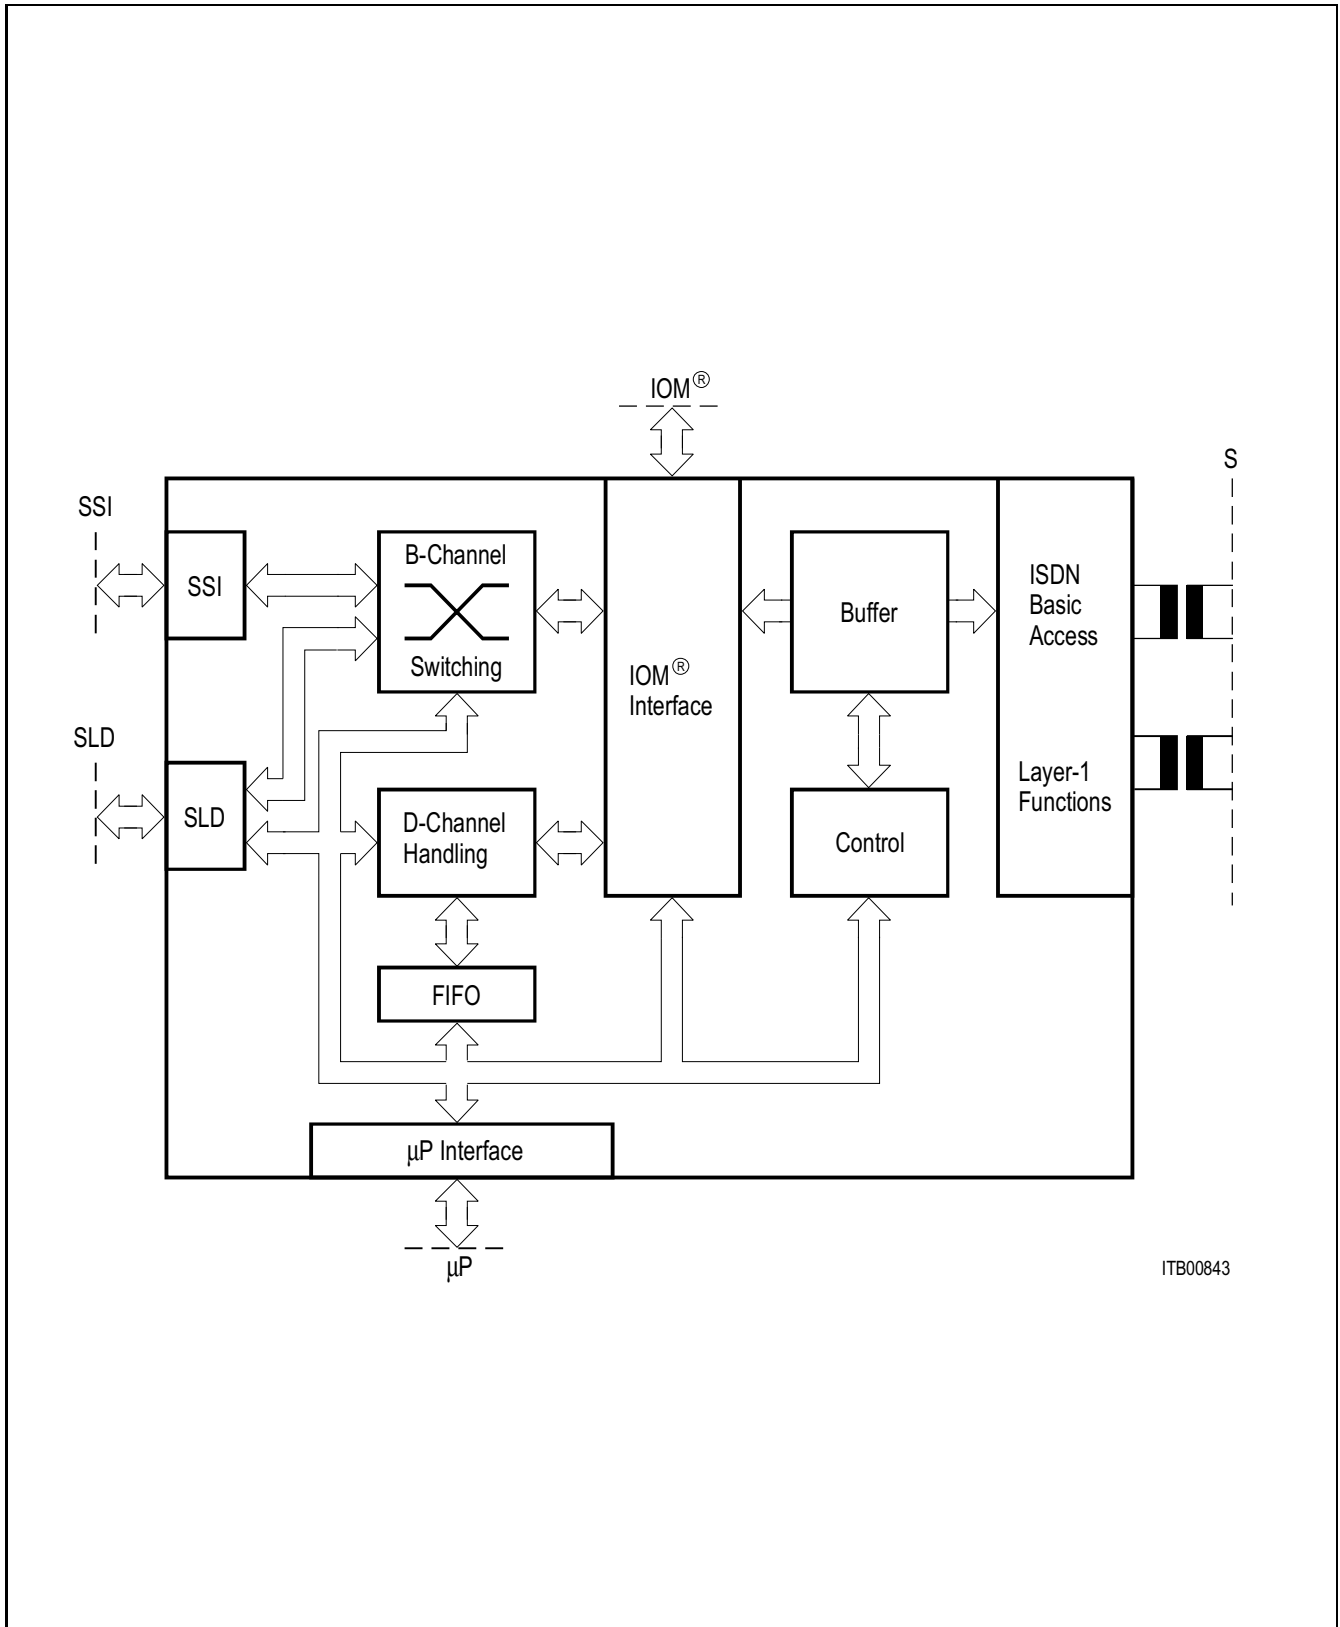 IOM®
S
SSI
SSI
B-Channel
Switching
IOM®
Interface
Buffer
ISDN
Basic
Access
Layer-1
Functions
SLD
SLD
D-Channel
Handling
Control
FIFO
µP Interface
µP
ITB00843